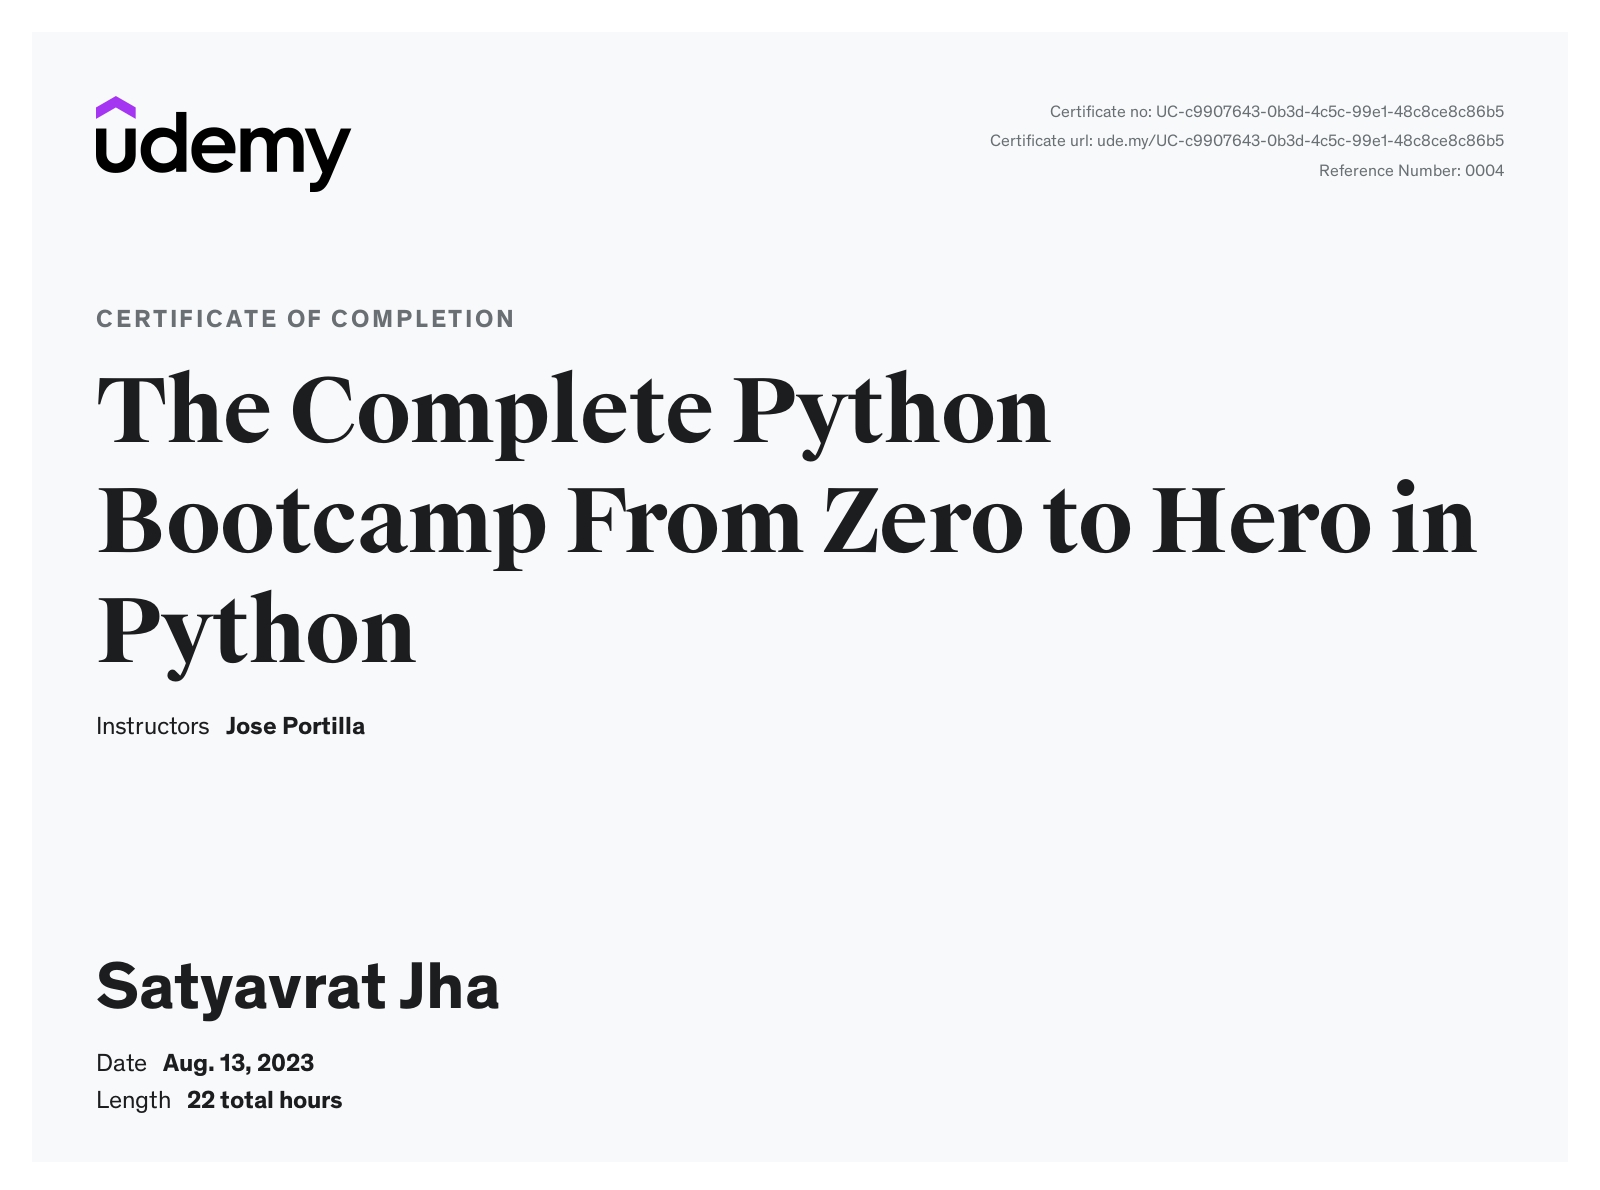 udemy
Certificate no: UC-c9907643-0b3d-4c5c-99e1-48c8ce8c86b5
Certificate url: ude.my/UC-c9907643-0b3d-4c5c-99e1-48c8ce8c86b5
Reference Number: 0004
CERTIFICATE OF COMPLETION
The Complete Python
Bootcamp From Zero to Hero in
Python
Instructors Jose Portilla
Satyavrat Jha
Date Aug. 13, 2023
Length 22 total hours